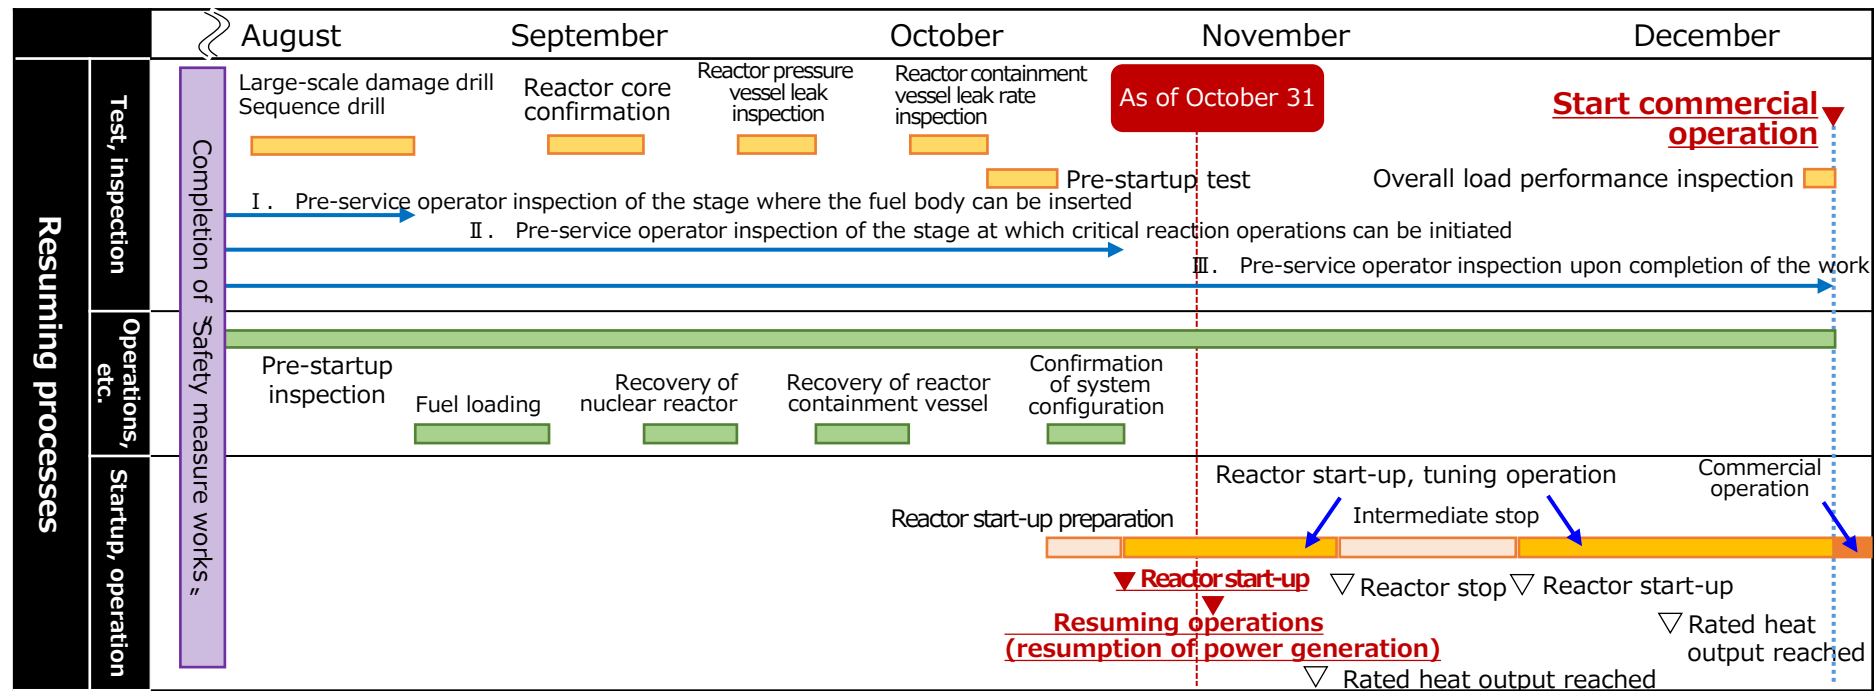 August
September
October
November
December
Resuming processes
Test, inspection
Operations,
etc.
Startup, operation
Completion of “Safety measure works”
Large-scale damage drill
Sequence drill
Reactor core
confirmation
Reactor pressure
vessel leak
inspection
Reactor containment
vessel leak rate
inspection
As of October 31
Start commercial
operation
Pre-startup test
Overall load performance inspection
Ⅰ. Pre-service operator inspection of the stage where the fuel body can be inserted
Ⅱ. Pre-service operator inspection of the stage at which critical reaction operations can be initiated
Ⅲ. Pre-service operator inspection upon completion of the work
Pre-startup
inspection
Fuel loading
Recovery of
nuclear reactor
Recovery of reactor
containment vessel
Confirmation
of system
configuration
Reactor start-up, tuning operation
Commercial
operation
Reactor start-up preparation
Intermediate stop
▼Reactor start-up
▽Reactor stop
▽Reactor start-up
Resuming operations
(resumption of power generation)
▽Rated heat
output reached
▽ Rated heat output reached